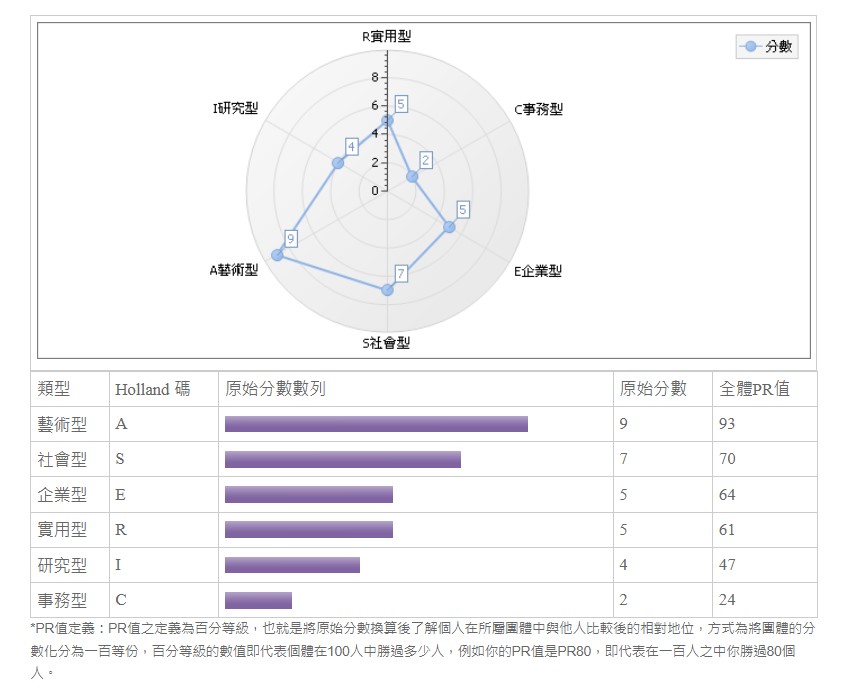 R實用型
分數
8
I研究型
C事務型
6
5
4
4
2
2
0
5
9
A藝術型
E企業型
7
S社會型
類型 Holland 碼 原始分數數列 原始分數 全體PR值
藝術型 A 9 93
社會型 S 7 70
企業型 E 5 64
實用型 R 5 61
研究型 I 4 47
事務型 C 2 24
*PR值定義：PR值之定義為百分等級，也就是將原始分數換算後了解個人在所屬團體中與他人比較後的相對地位，方式為將團體的分
數化分為一百等份，百分等級的數值即代表個體在100人中勝過多少人，例如你的PR值是PR80，即代表在一百人之中你勝過80個
人。